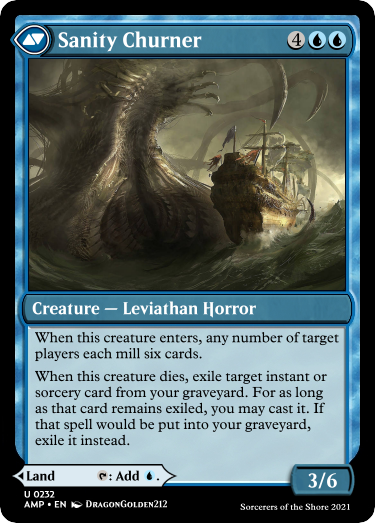 Sanity Churner 4
Creature — Leviathan Horror
When this creature enters, any number of target
players each mill six cards.
When this creature dies, exile target instant or
sorcery card from your graveyard. For as long
as that card remains exiled, you may cast it. If
that spell would be put into your graveyard,
exile it instead.
Land : Add .
3/6
U 0232
AMP • EN DragonGolden212
Sorcerers of the Shore 2021